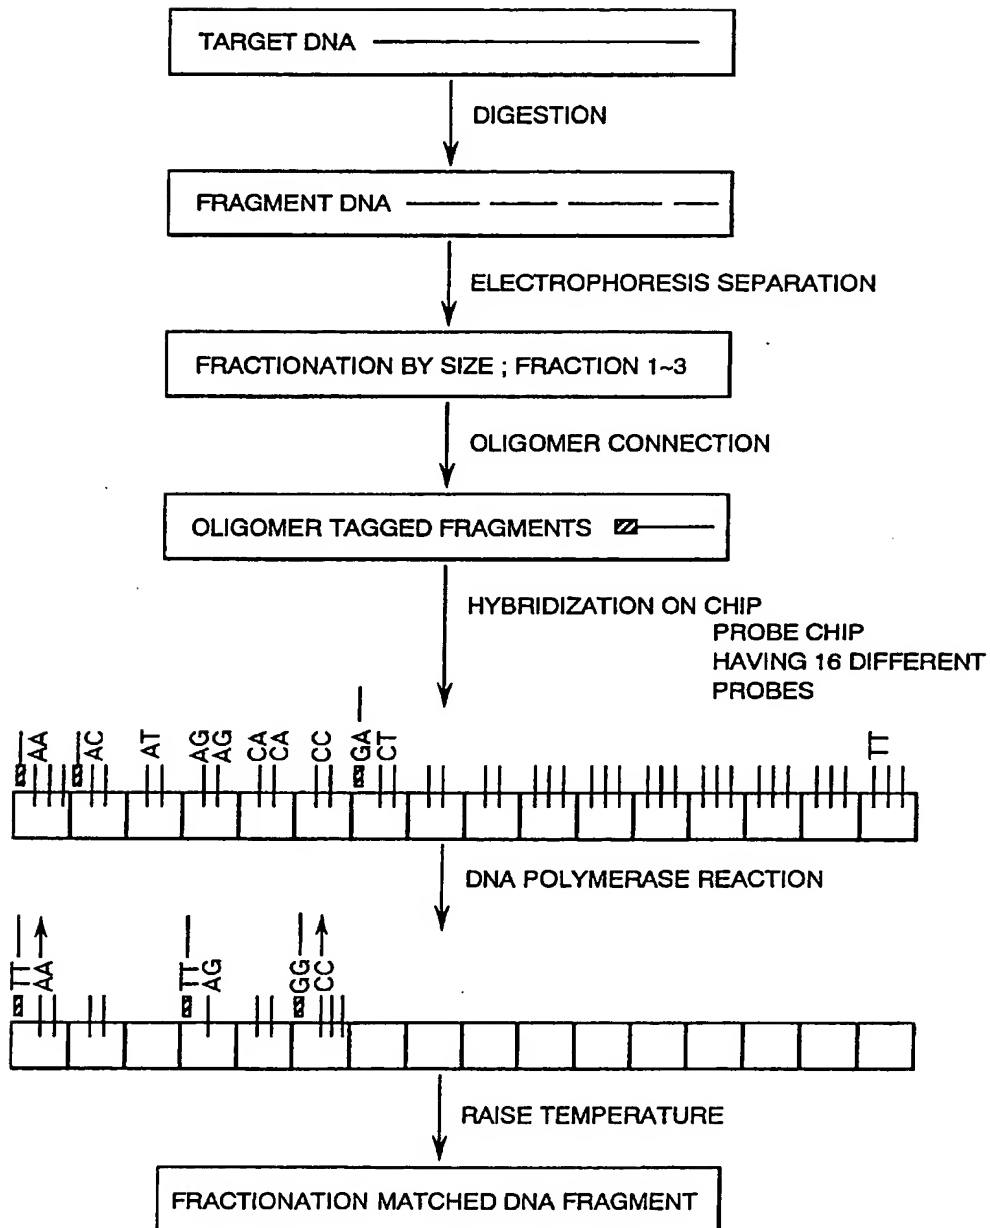 TARGET DNA
DIGESTION
FRAGMENT DNA
ELECTROPHORESIS SEPARATION
FRACTIONATION BY SIZE ; FRACTION 1~3
OLIGOMER CONNECTION
OLIGOMER TAGGED FRAGMENTS
HYBRIDIZATION ON CHIP
PROBE CHIP
HAVING 16 DIFFERENT
PROBES
AA
AC
AT
AG
AG
CA
CA
CC
GA
CT
TT
DNA POLYMERASE REACTION
TT
AA
TT
AG
GG
CC
RAISE TEMPERATURE
FRACTIONATION MATCHED DNA FRAGMENT